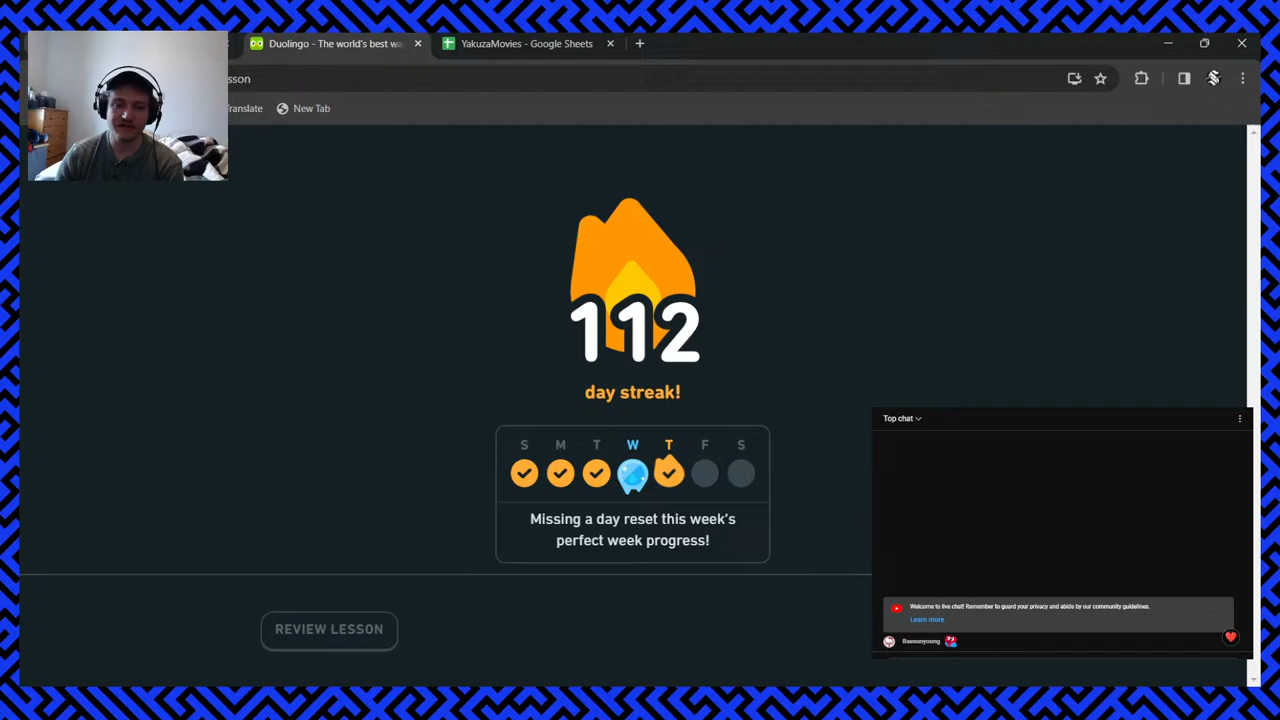 Duolingo - The world's best wa
YakuzaMovies - Google Sheets
sson
Translate
New Tab
112
day streak!
S M T W T F S
Missing a day reset this week's
perfect week progress!
REVIEW LESSON
Top chat
Welcome to live chat! Remember to guard your privacy and abide by our community guidelines.
Learn more
Baesunyoung